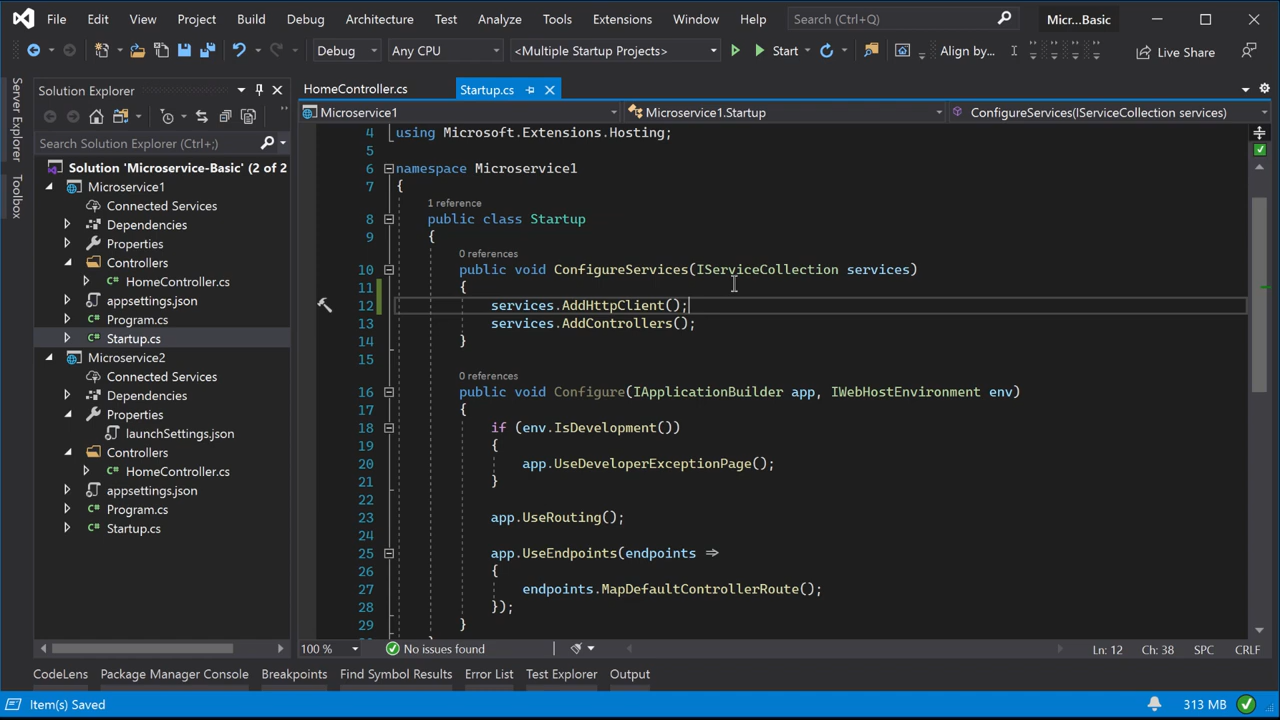 File Edit View Project Build Debug Architecture Test Analyze Tools Extensions Window Help Search (Ctrl+Q) Micr...Basic
Debug Any CPU <Multiple Startup Projects> Start Align by... Live Share
Server Explorer
Toolbox
Solution Explorer
Search Solution Explorer (Ctrl+;)
Solution 'Microservice-Basic' (2 of 2
Microservice1
Connected Services
Dependencies
Properties
Controllers
C# HomeController.cs
appsettings.json
C# Program.cs
C# Startup.cs
Microservice2
Connected Services
Dependencies
Properties
launchSettings.json
Controllers
C# HomeController.cs
appsettings.json
C# Program.cs
C# Startup.cs
HomeController.cs Startup.cs
Microservice1 Microservice1.Startup ConfigureServices(IServiceCollection services)
4 using Microsoft.Extensions.Hosting;
5
6 namespace Microservice1
7 {
1 reference
8 public class Startup
9 {
0 references
10 public void ConfigureServices(IServiceCollection services)
11 {
12 services.AddHttpClient();
13 services.AddControllers();
14 }
15
0 references
16 public void Configure(IApplicationBuilder app, IWebHostEnvironment env)
17 {
18 if (env.IsDevelopment())
19 {
20 app.UseDeveloperExceptionPage();
21 }
22
23 app.UseRouting();
24
25 app.UseEndpoints(endpoints =>
26 {
27 endpoints.MapDefaultControllerRoute();
28 });
29 }
100 % No issues found Ln: 12 Ch: 38 SPC CRLF
CodeLens Package Manager Console Breakpoints Find Symbol Results Error List Test Explorer Output
Item(s) Saved 313 MB